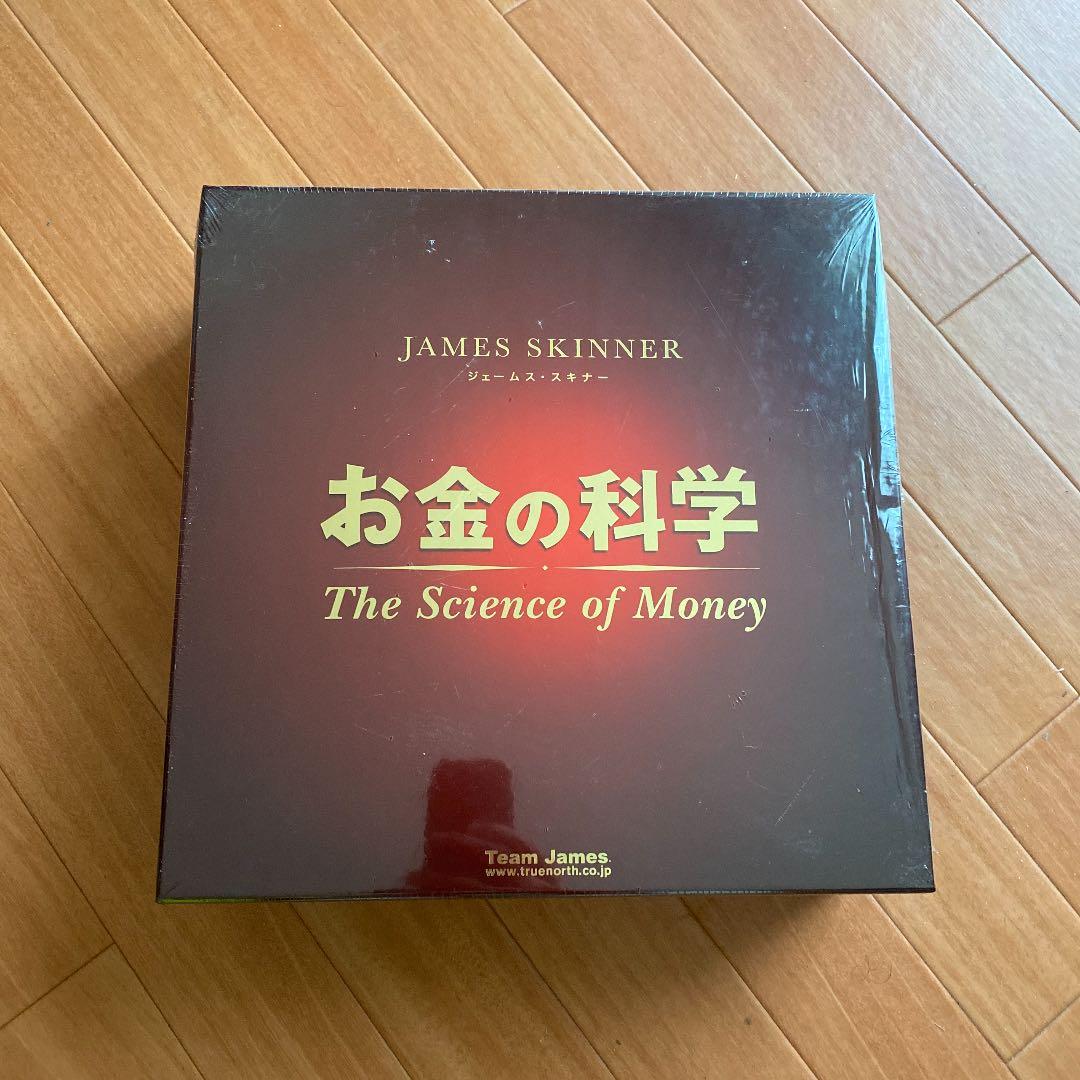 JAMES SKINNER
ジェームス・スキナー
お金の科学
The Science of Money
Team James.
www.truenorth.co.jp